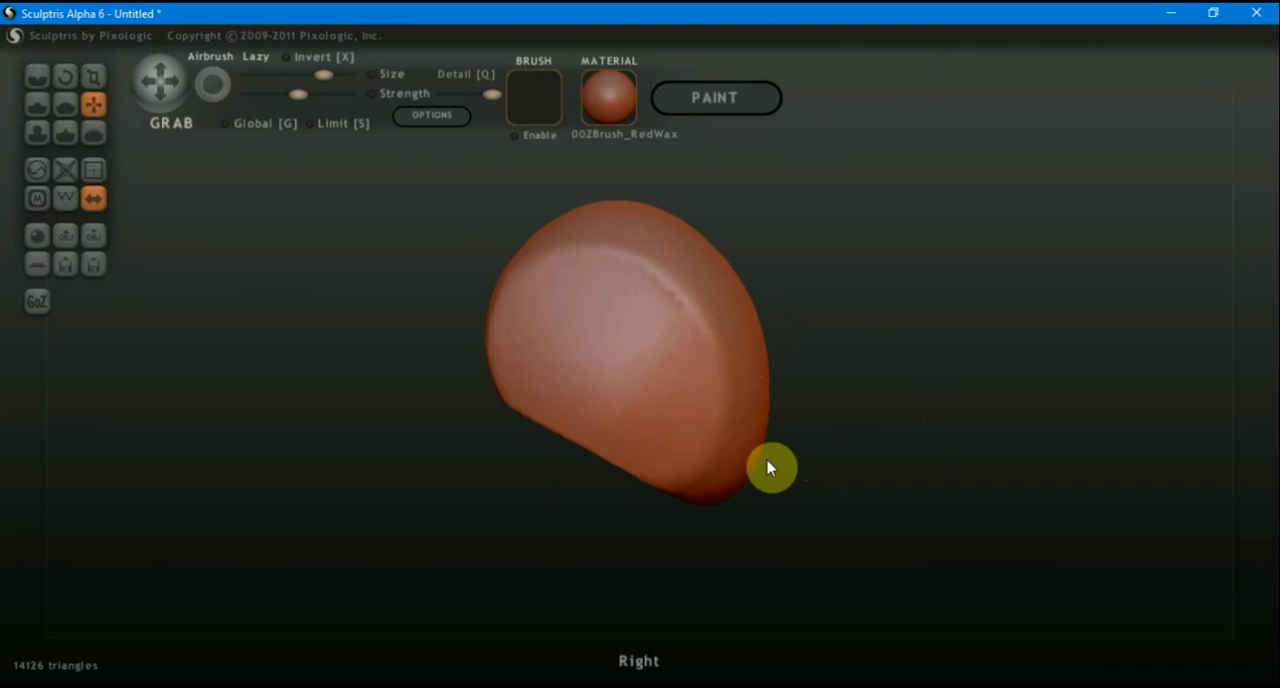 Sculptris Alpha 6 - Untitled *
Sculptris by Pixologic Copyright © 2009-2011 Pixologic, Inc.
Airbrush Lazy Invert [X]
BRUSH MATERIAL
Size Detail [Q]
Strength
PAINT
OPTIONS
GRAB Global [G] Limit [S]
Enable 00ZBrush_RedWax
GoZ
Right
14126 triangles